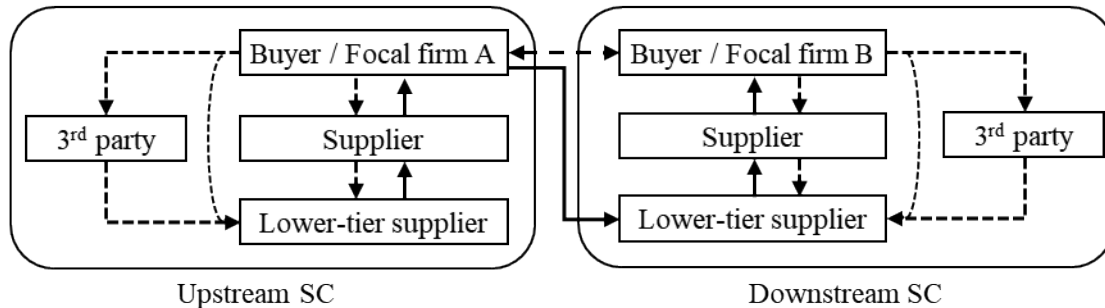 Buyer / Focal firm A
Buyer / Focal firm B
3rd party
Supplier
Supplier
3rd party
Lower-tier supplier
Lower-tier supplier
Upstream SC
Downstream SC